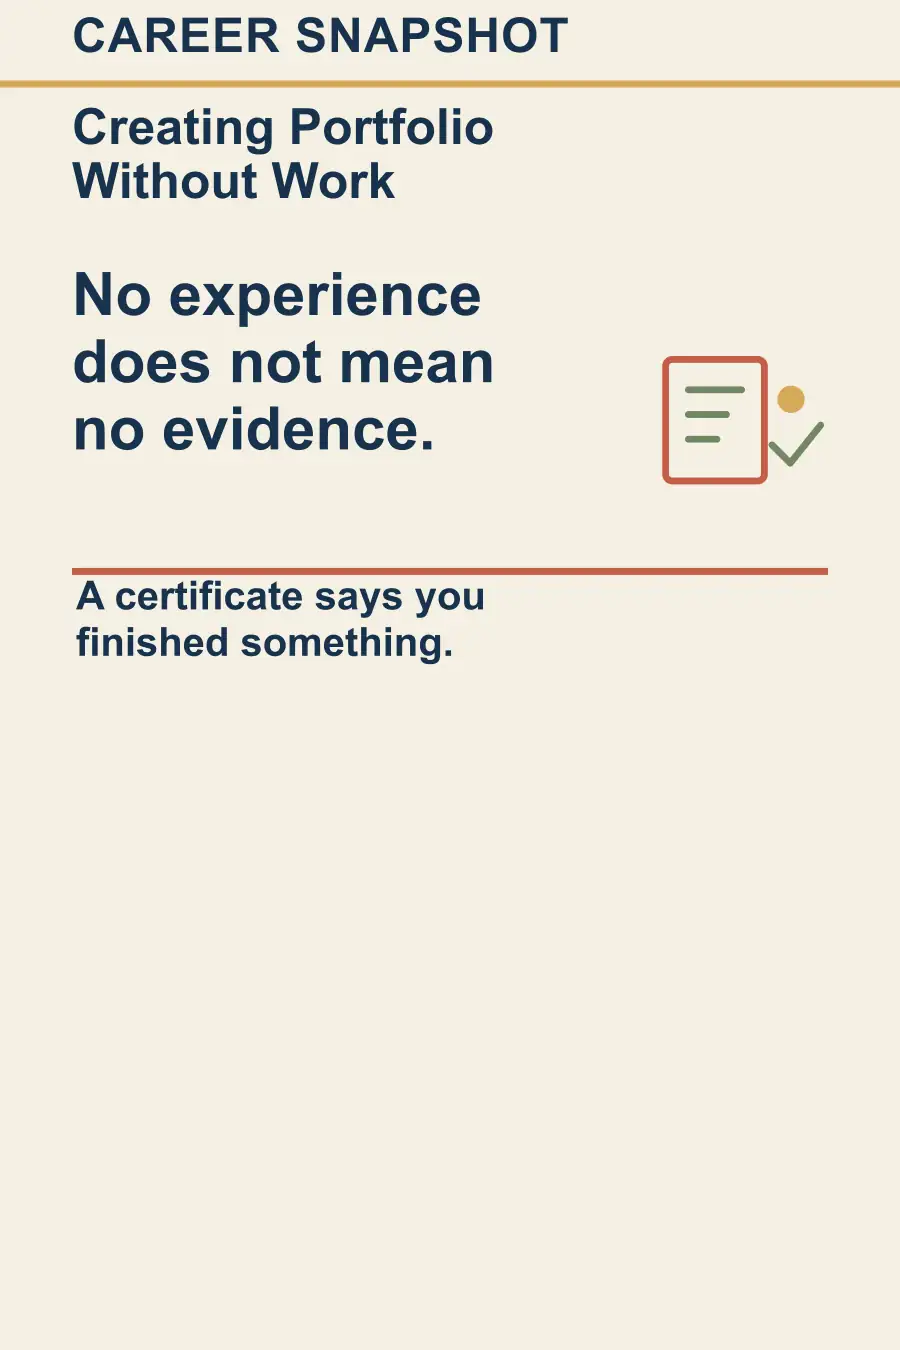 CAREER SNAPSHOT
Creating Portfolio
Without Work
No experience
does not mean
no evidence.
A certificate says you
finished something.